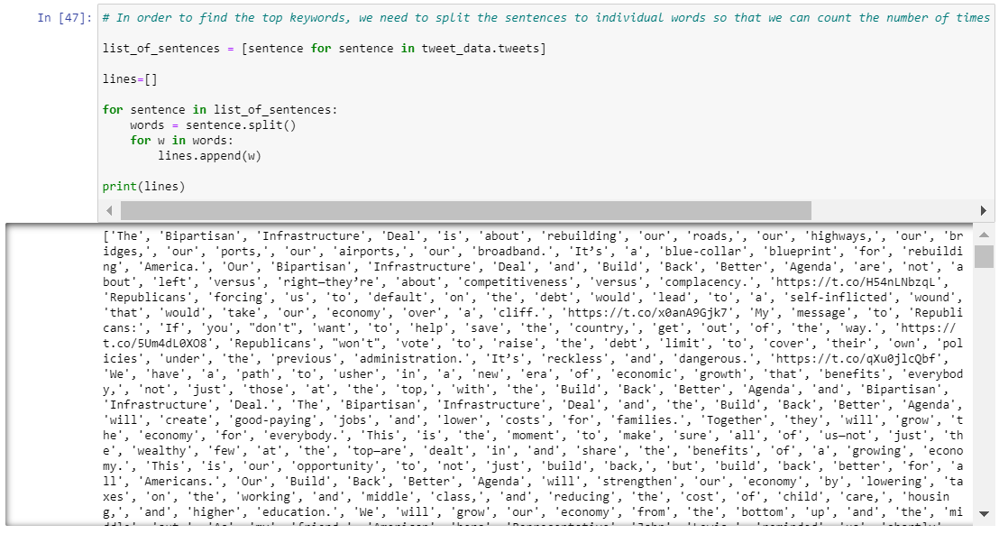 In [47]: # In order to find the top keywords, we need to split the sentences to individual words so that we can count the number of times
list_of_sentences = [sentence for sentence in tweet_data.tweets]
lines=[]
for sentence in list_of_sentences:
    words = sentence.split()
    for w in words:
        lines.append(w)
print(lines)
['The', 'Bipartisan', 'Infrastructure', 'Deal', 'is', 'about', 'rebuilding', 'our', 'roads,', 'our', 'highways,', 'our', 'br
idges,', 'our', 'ports,', 'our', 'airports,', 'our', 'broadband.', 'It’s', 'a', 'blue-collar', 'blueprint', 'for', 'rebuildi
ng', 'America.', 'Our', 'Bipartisan', 'Infrastructure', 'Deal', 'and', 'Build', 'Back', 'Better', 'Agenda', 'are', 'not', 'a
bout', 'left', 'versus', 'right—they’re', 'about', 'competitiveness', 'versus', 'complacency.', 'https://t.co/H54nLNbzqL',
'Republicans', 'forcing', 'us', 'to', 'default', 'on', 'the', 'debt', 'would', 'lead', 'to', 'a', 'self-inflicted', 'wound',
'that', 'would', 'take', 'our', 'economy', 'over', 'a', 'cliff.', 'https://t.co/x0anA9Gjk7', 'My', 'message', 'to', 'Republi
cans:', 'If', 'you', "don't", 'want', 'to', 'help', 'save', 'the', 'country,', 'get', 'out', 'of', 'the', 'way.', 'https://
t.co/5Um4dL0XO8', 'Republicans', "won't", 'vote', 'to', 'raise', 'the', 'debt', 'limit', 'to', 'cover', 'their', 'own', 'pol
icies', 'under', 'the', 'previous', 'administration.', 'It’s', 'reckless', 'and', 'dangerous.', 'https://t.co/qXu0jlcQbf',
'We', 'have', 'a', 'path', 'to', 'usher', 'in', 'a', 'new', 'era', 'of', 'economic', 'growth', 'that', 'benefits', 'everybod
y,', 'not', 'just', 'those', 'at', 'the', 'top,', 'with', 'the', 'Build', 'Back', 'Better', 'Agenda', 'and', 'Bipartisan',
'Infrastructure', 'Deal.', 'The', 'Bipartisan', 'Infrastructure', 'Deal', 'and', 'the', 'Build', 'Back', 'Better', 'Agenda',
'will', 'create', 'good-paying', 'jobs', 'and', 'lower', 'costs', 'for', 'families.', 'Together', 'they', 'will', 'grow', 't
he', 'economy', 'for', 'everybody.', 'This', 'is', 'the', 'moment', 'to', 'make', 'sure', 'all', 'of', 'us—not', 'just', 'th
e', 'wealthy', 'few', 'at', 'the', 'top—are', 'dealt', 'in', 'and', 'share', 'the', 'benefits', 'of', 'a', 'growing', 'econo
my.', 'This', 'is', 'our', 'opportunity', 'to', 'not', 'just', 'build', 'back,', 'but', 'build', 'back', 'better', 'for', 'a
ll', 'Americans.', 'Our', 'Build', 'Back', 'Better', 'Agenda', 'will', 'strengthen', 'our', 'economy', 'by', 'lowering', 'ta
xes', 'on', 'the', 'working', 'and', 'middle', 'class,', 'and', 'reducing', 'the', 'cost', 'of', 'child', 'care,', 'housin
g,', 'and', 'higher', 'education.', 'We', 'will', 'grow', 'our', 'economy', 'from', 'the', 'bottom', 'up', 'and', 'the', 'mi